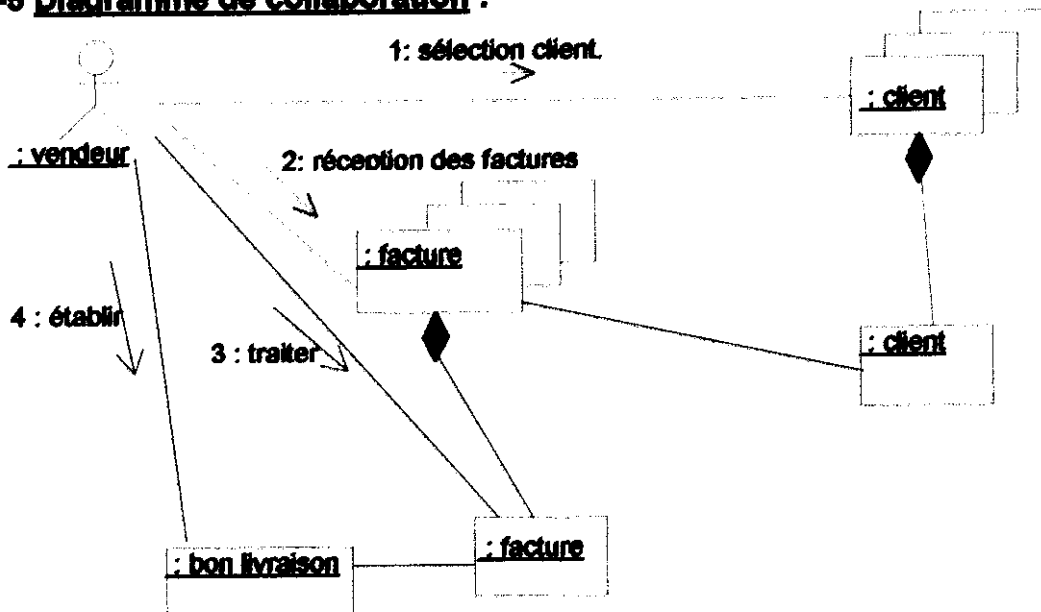 -5 Diagramme de collaboration :
1: sélection client.
: client
: vendeur
2: réception des factures
: facture
4 : établir
3 : traiter
: client
: bon livraison
: facture